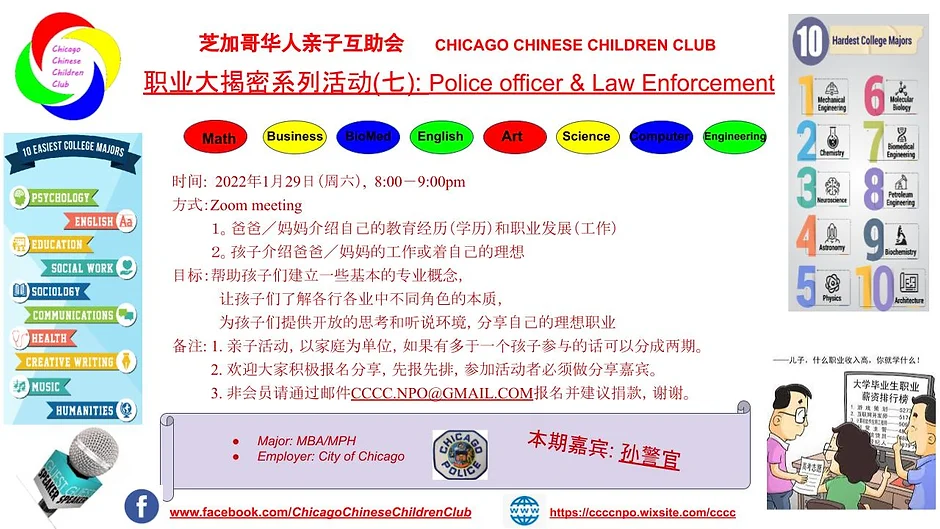 Chicago
Chinese
Children
Club
芝加哥华人亲子互助会 CHICAGO CHINESE CHILDREN CLUB
职业大揭密系列活动(七): Police officer & Law Enforcement
Math
Business
BioMed
English
Art
Science
Computer
Engineering
10 EASIEST COLLEGE MAJORS
PSYCHOLOGY
ENGLISH Aa
EDUCATION
SOCIAL WORK
SOCIOLOGY
COMMUNICATIONS
HEALTH
CREATIVE WRITING
MUSIC
HUMANITIES
时间: 2022年1月29日(周六), 8:00-9:00pm
方式:Zoom meeting
1。爸爸/妈妈介绍自己的教育经历(学历)和职业发展(工作)
2。孩子介绍爸爸/妈妈的工作或着自己的理想
目标:帮助孩子们建立一些基本的专业概念,
让孩子们了解各行各业中不同角色的本质,
为孩子们提供开放的思考和听说环境, 分享自己的理想职业
备注: 1. 亲子活动, 以家庭为单位, 如果有多于一个孩子参与的话可以分成两期。
2. 欢迎大家积极报名分享, 先报先排, 参加活动者必须做分享嘉宾。
3. 非会员请通过邮件CCCC.NPO@GMAIL.COM报名并建议捐款, 谢谢。
10 Hardest College Majors
1 Mechanical Engineering
6 Molecular Biology
2 Chemistry
7 Biomedical Engineering
3 Neuroscience
8 Petroleum Engineering
4 Astronomy
9 Biochemistry
5 Physics
10 Architecture
——儿子, 什么职业收入高, 你就学什么!
大学毕业生职业
薪资排行榜
高考志愿
GUEST
SPEAKER
SPEAKER
● Major: MBA/MPH
● Employer: City of Chicago
CHICAGO
POLICE
本期嘉宾: 孙警官
f
www.facebook.com/ChicagoChineseChildrenClub
WWW
https://ccccnpo.wixsite.com/cccc